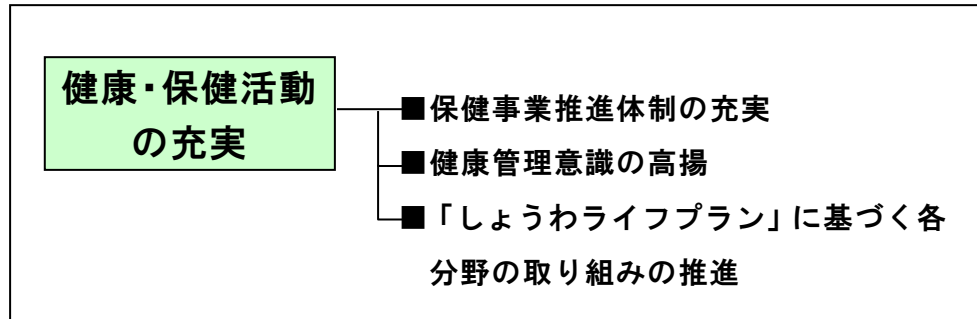 健康・保健活動
の充実
■保健事業推進体制の充実
■健康管理意識の高揚
■「しょうわライフプラン」に基づく各
分野の取り組みの推進